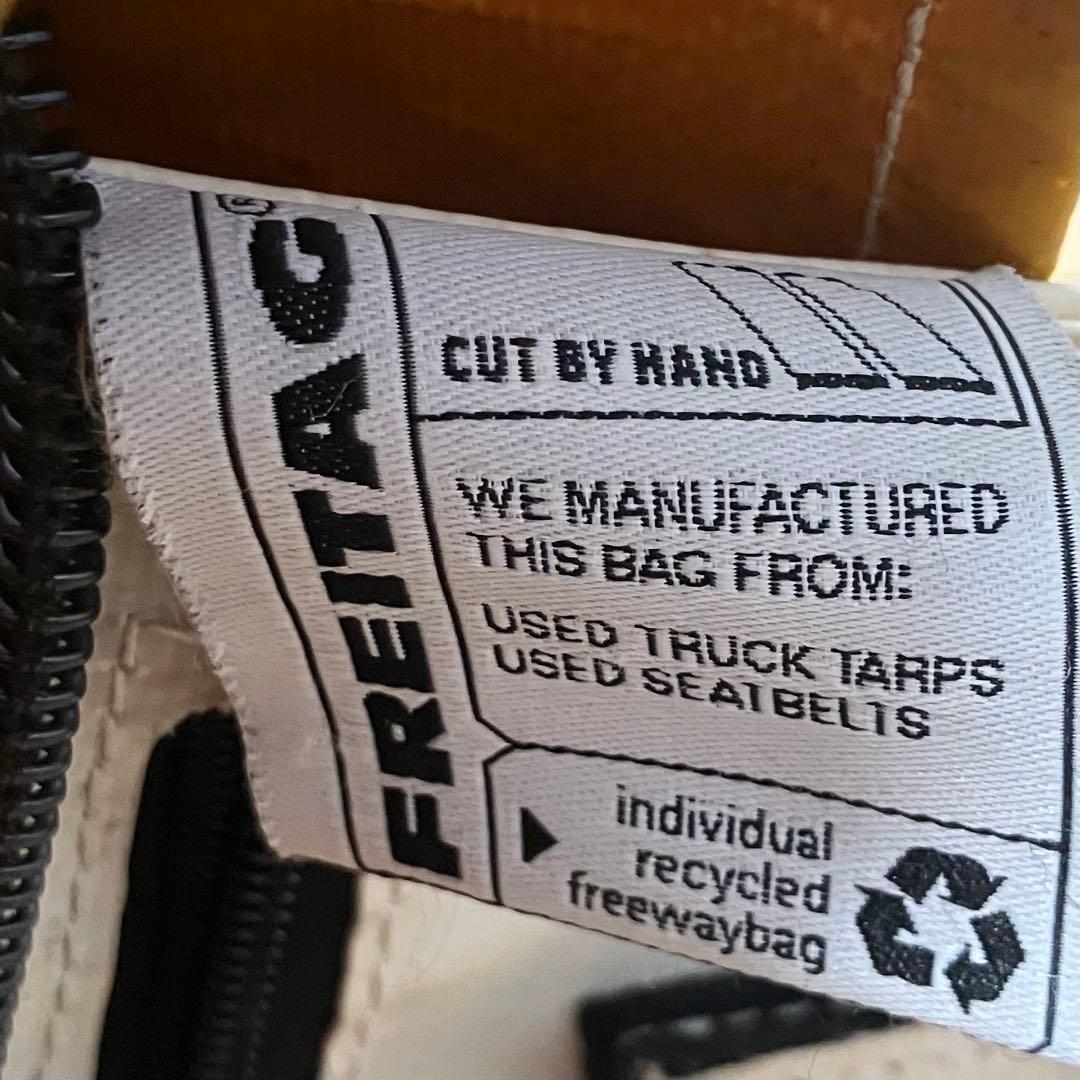 FREITAG®
CUT BY HAND
WE MANUFACTURED
THIS BAG FROM:
USED TRUCK TARPS
USED SEATBELTS
individual
recycled
freewaybag